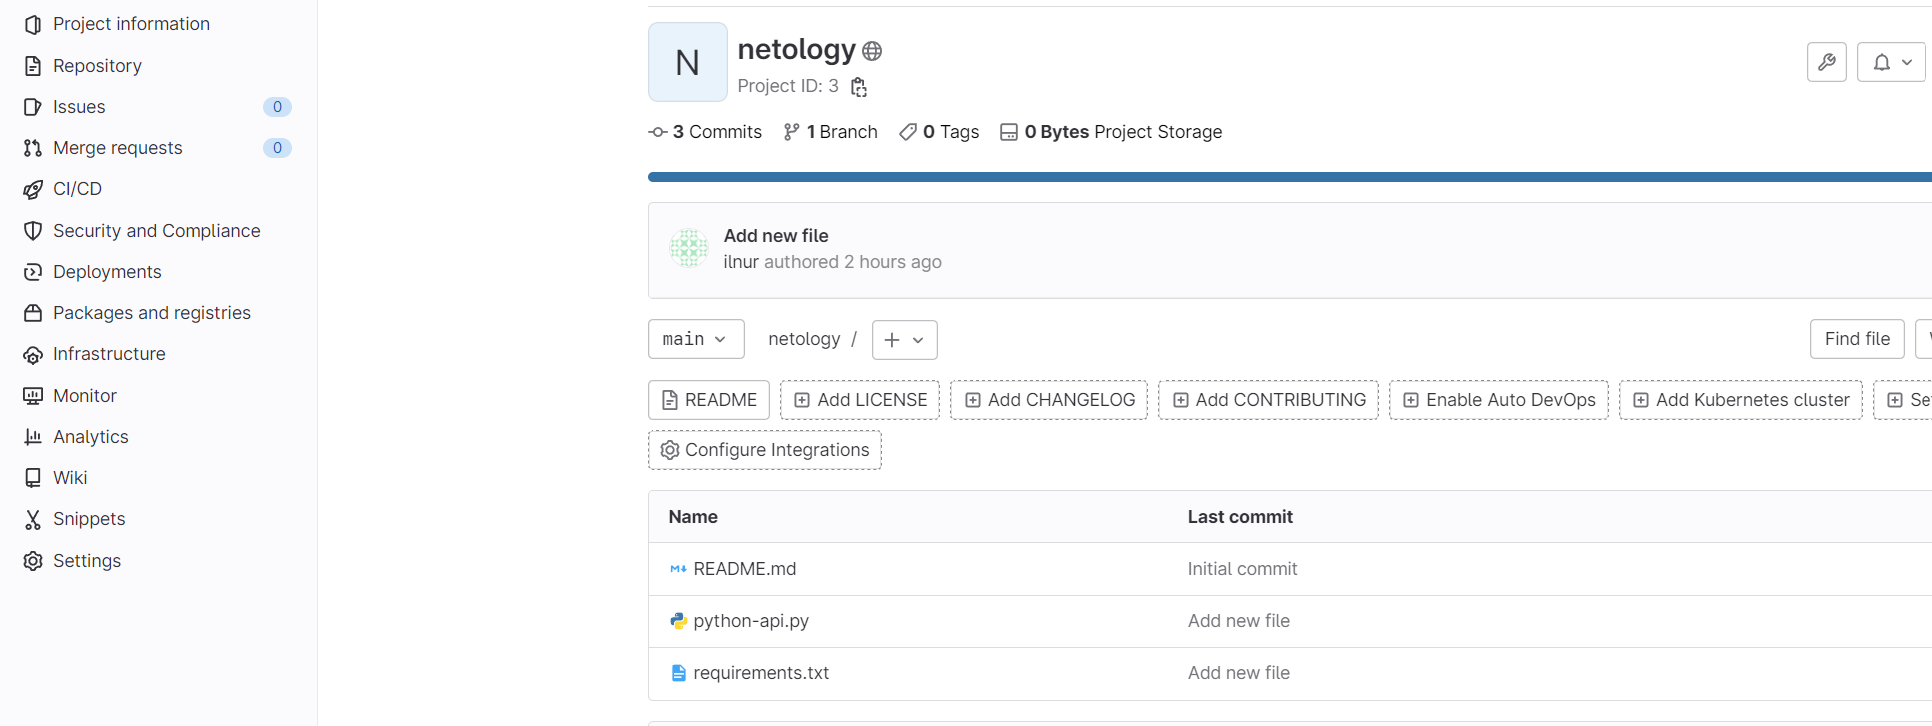 Project information
Repository
Issues 0
Merge requests 0
CI/CD
Security and Compliance
Deployments
Packages and registries
Infrastructure
Monitor
Analytics
Wiki
Snippets
Settings
N
netology
Project ID: 3
3 Commits 1 Branch 0 Tags 0 Bytes Project Storage
Add new file
ilnur authored 2 hours ago
main netology / Find file
README Add LICENSE Add CHANGELOG Add CONTRIBUTING Enable Auto DevOps Add Kubernetes cluster
Configure Integrations
Name Last commit
README.md Initial commit
python-api.py Add new file
requirements.txt Add new file